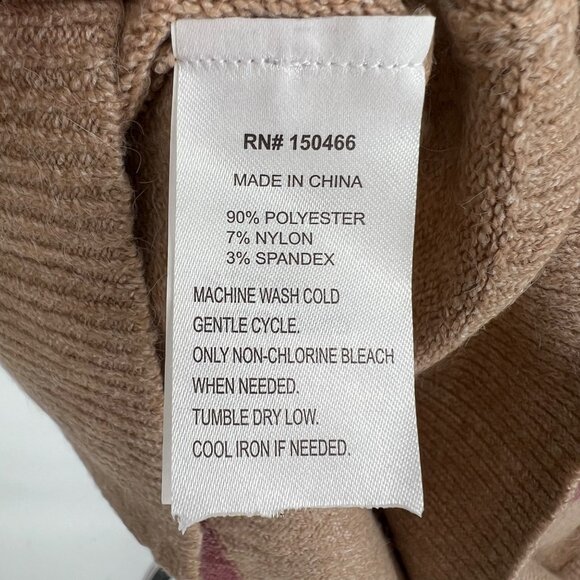 RN# 150466
MADE IN CHINA
90% POLYESTER
7% NYLON
3% SPANDEX
MACHINE WASH COLD
GENTLE CYCLE.
ONLY NON-CHLORINE BLEACH
WHEN NEEDED.
TUMBLE DRY LOW.
COOL IRON IF NEEDED.